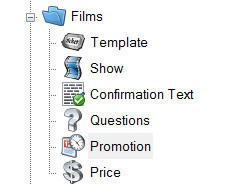 Films
Template
Show
Confirmation Text
Questions
Promotion
Price